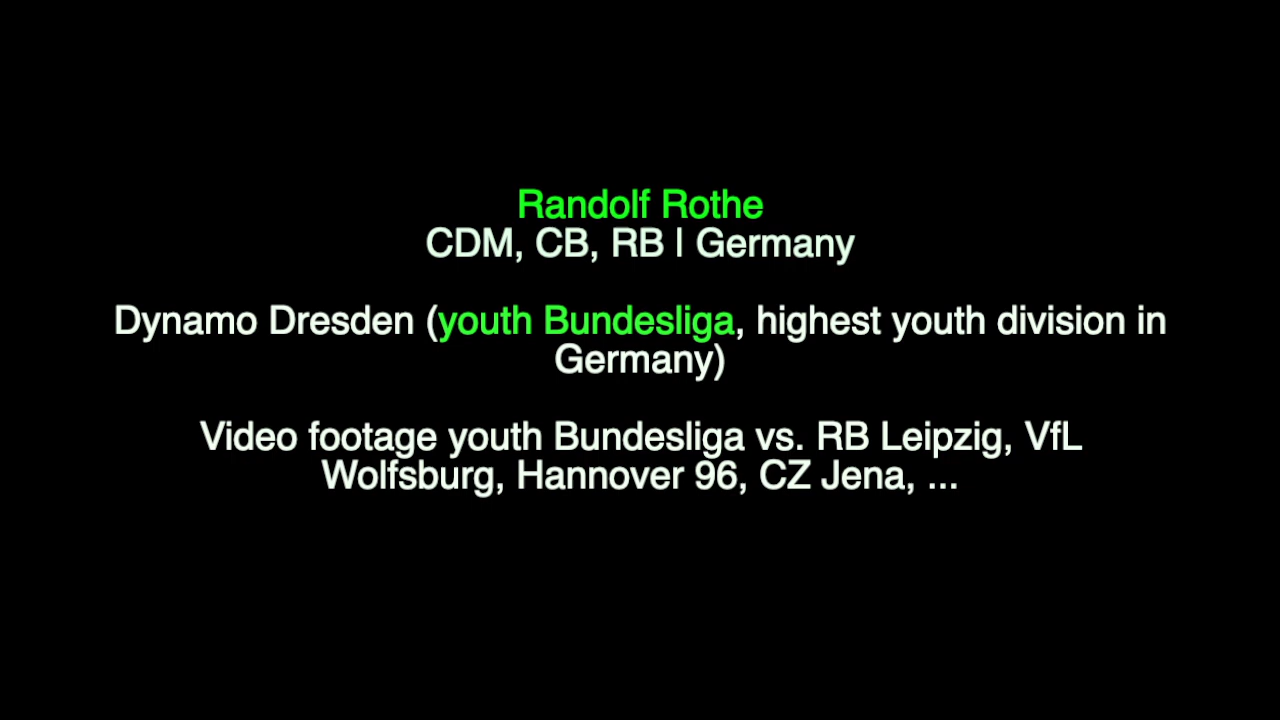 Randolf Rothe
CDM, CB, RB | Germany
Dynamo Dresden (youth Bundesliga, highest youth division in
Germany)
Video footage youth Bundesliga vs. RB Leipzig, VfL
Wolfsburg, Hannover 96, CZ Jena, ...